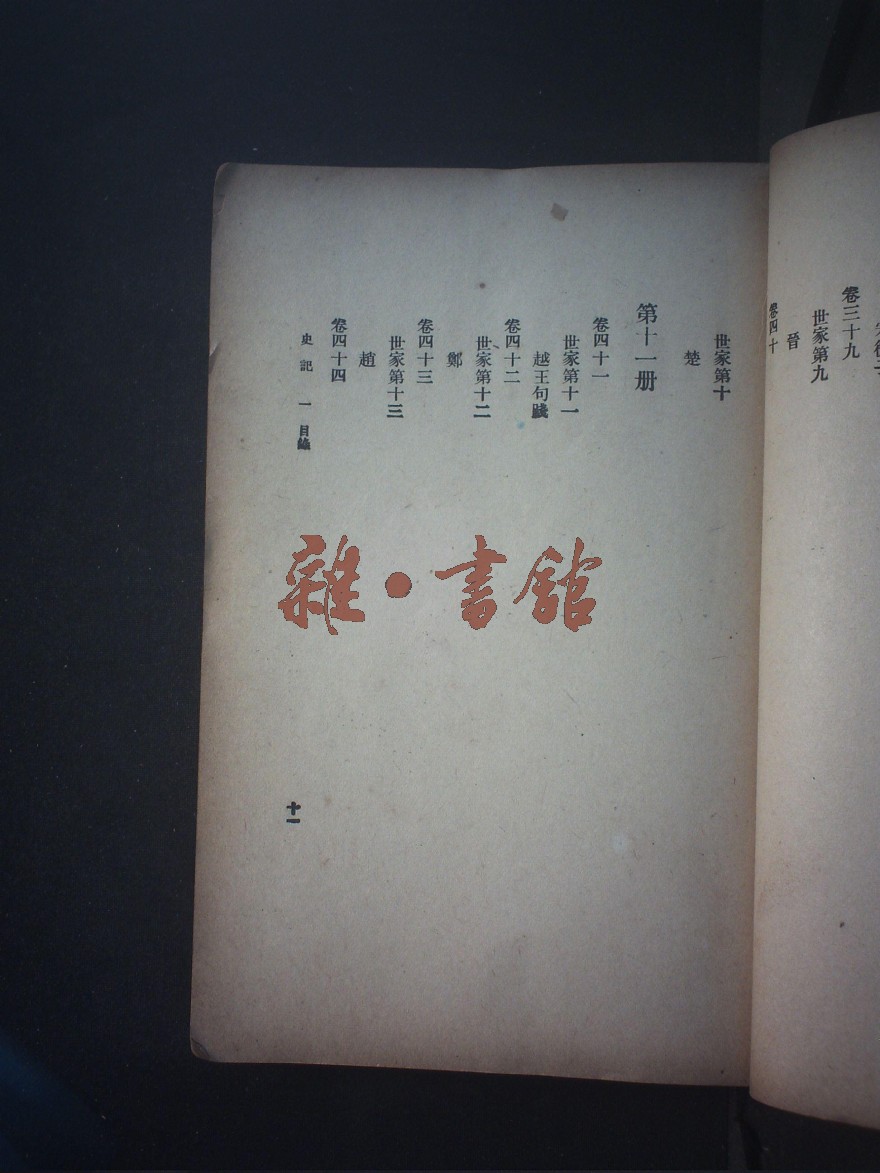 卷三十九
世家第九
晉
卷四十
世家第十
楚
第十一册
卷四十一
世家第十一
越王句踐
卷四十二
世家第十二
鄭
卷四十三
世家第十三
趙
卷四十四
史記 一 目錄
十一
雜·書館